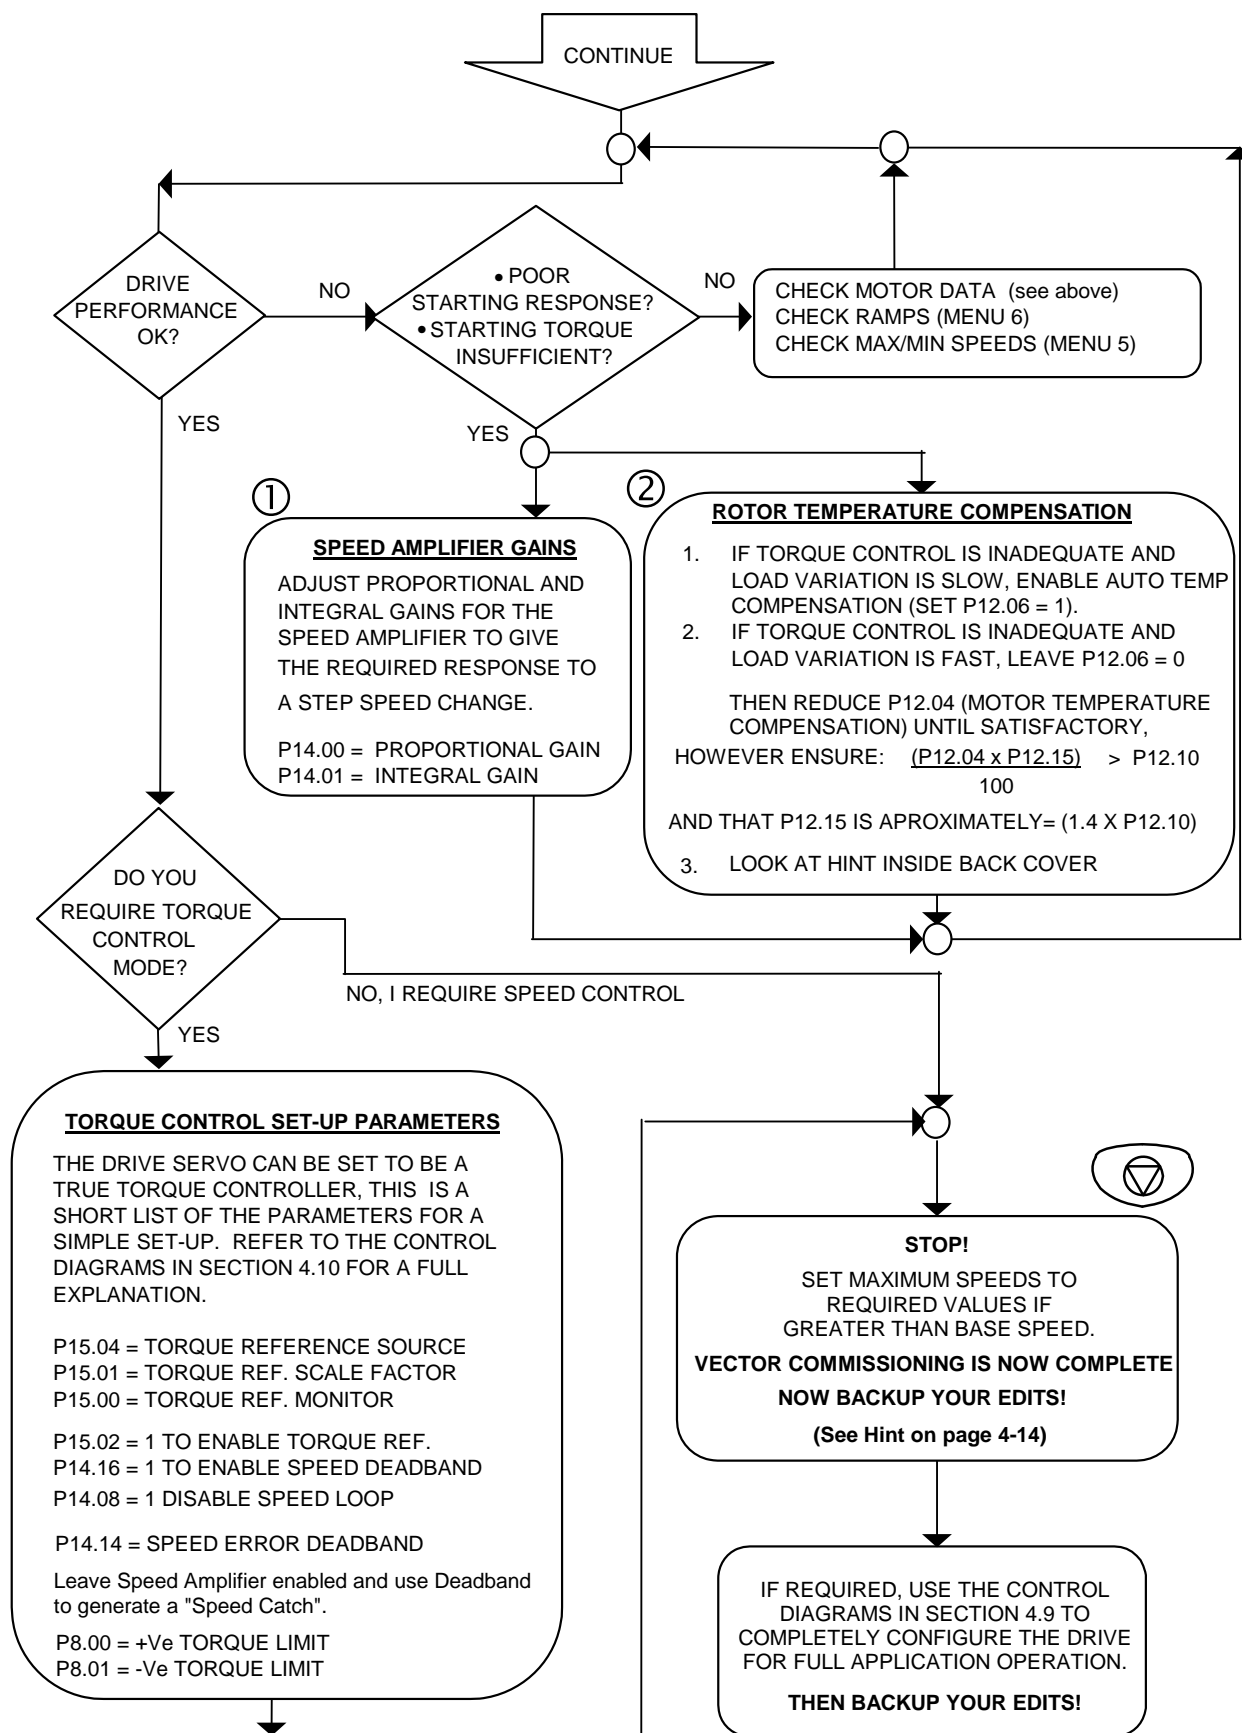 CONTINUE
DRIVE
PERFORMANCE
OK?
NO
• POOR
STARTING RESPONSE?
• STARTING TORQUE
INSUFFICIENT?
NO
CHECK MOTOR DATA (see above)
CHECK RAMPS (MENU 6)
CHECK MAX/MIN SPEEDS (MENU 5)
YES
YES
①
SPEED AMPLIFIER GAINS
ADJUST PROPORTIONAL AND
INTEGRAL GAINS FOR THE
SPEED AMPLIFIER TO GIVE
THE REQUIRED RESPONSE TO
A STEP SPEED CHANGE.
P14.00 = PROPORTIONAL GAIN
P14.01 = INTEGRAL GAIN
②
ROTOR TEMPERATURE COMPENSATION
1. IF TORQUE CONTROL IS INADEQUATE AND
LOAD VARIATION IS SLOW, ENABLE AUTO TEMP
COMPENSATION (SET P12.06 = 1).
2. IF TORQUE CONTROL IS INADEQUATE AND
LOAD VARIATION IS FAST, LEAVE P12.06 = 0
THEN REDUCE P12.04 (MOTOR TEMPERATURE
COMPENSATION) UNTIL SATISFACTORY,
HOWEVER ENSURE: (P12.04 x P12.15) > P12.10
100
AND THAT P12.15 IS APROXIMATELY= (1.4 X P12.10)
3. LOOK AT HINT INSIDE BACK COVER
DO YOU
REQUIRE TORQUE
CONTROL
MODE?
NO, I REQUIRE SPEED CONTROL
YES
TORQUE CONTROL SET-UP PARAMETERS
THE DRIVE SERVO CAN BE SET TO BE A
TRUE TORQUE CONTROLLER, THIS IS A
SHORT LIST OF THE PARAMETERS FOR A
SIMPLE SET-UP. REFER TO THE CONTROL
DIAGRAMS IN SECTION 4.10 FOR A FULL
EXPLANATION.
P15.04 = TORQUE REFERENCE SOURCE
P15.01 = TORQUE REF. SCALE FACTOR
P15.00 = TORQUE REF. MONITOR
P15.02 = 1 TO ENABLE TORQUE REF.
P14.16 = 1 TO ENABLE SPEED DEADBAND
P14.08 = 1 DISABLE SPEED LOOP
P14.14 = SPEED ERROR DEADBAND
Leave Speed Amplifier enabled and use Deadband
to generate a "Speed Catch".
P8.00 = +Ve TORQUE LIMIT
P8.01 = -Ve TORQUE LIMIT
STOP!
SET MAXIMUM SPEEDS TO
REQUIRED VALUES IF
GREATER THAN BASE SPEED.
VECTOR COMMISSIONING IS NOW COMPLETE
NOW BACKUP YOUR EDITS!
(See Hint on page 4-14)
IF REQUIRED, USE THE CONTROL
DIAGRAMS IN SECTION 4.9 TO
COMPLETELY CONFIGURE THE DRIVE
FOR FULL APPLICATION OPERATION.
THEN BACKUP YOUR EDITS!